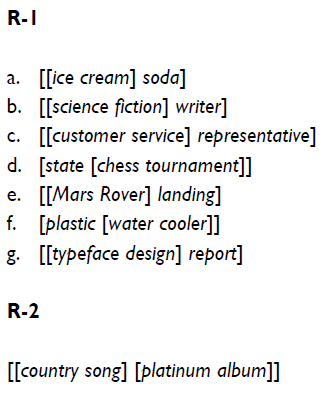 R-1
a. [[ice cream] soda]
b. [[science fiction] writer]
c. [[customer service] representative]
d. [state [chess tournament]]
e. [[Mars Rover] landing]
f. [plastic [water cooler]]
g. [[typeface design] report]
R-2
[[country song] [platinum album]]